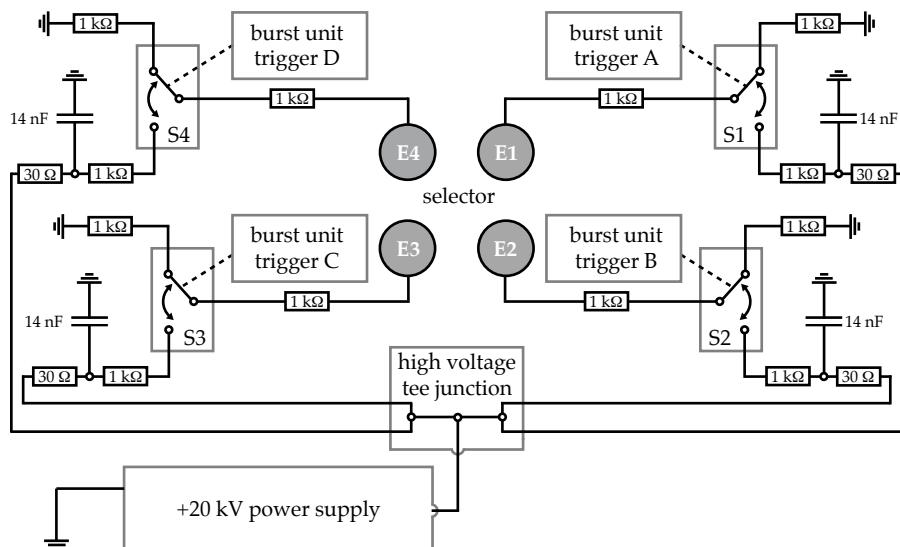 1 kΩ
burst unit
trigger D
burst unit
trigger A
1 kΩ
14 nF
S4
1 kΩ
E4
E1
1 kΩ
S1
14 nF
30 Ω
1 kΩ
selector
1 kΩ
30 Ω
1 kΩ
burst unit
trigger C
E3
E2
burst unit
trigger B
1 kΩ
14 nF
S3
1 kΩ
1 kΩ
S2
14 nF
30 Ω
1 kΩ
high voltage
tee junction
1 kΩ
30 Ω
+20 kV power supply